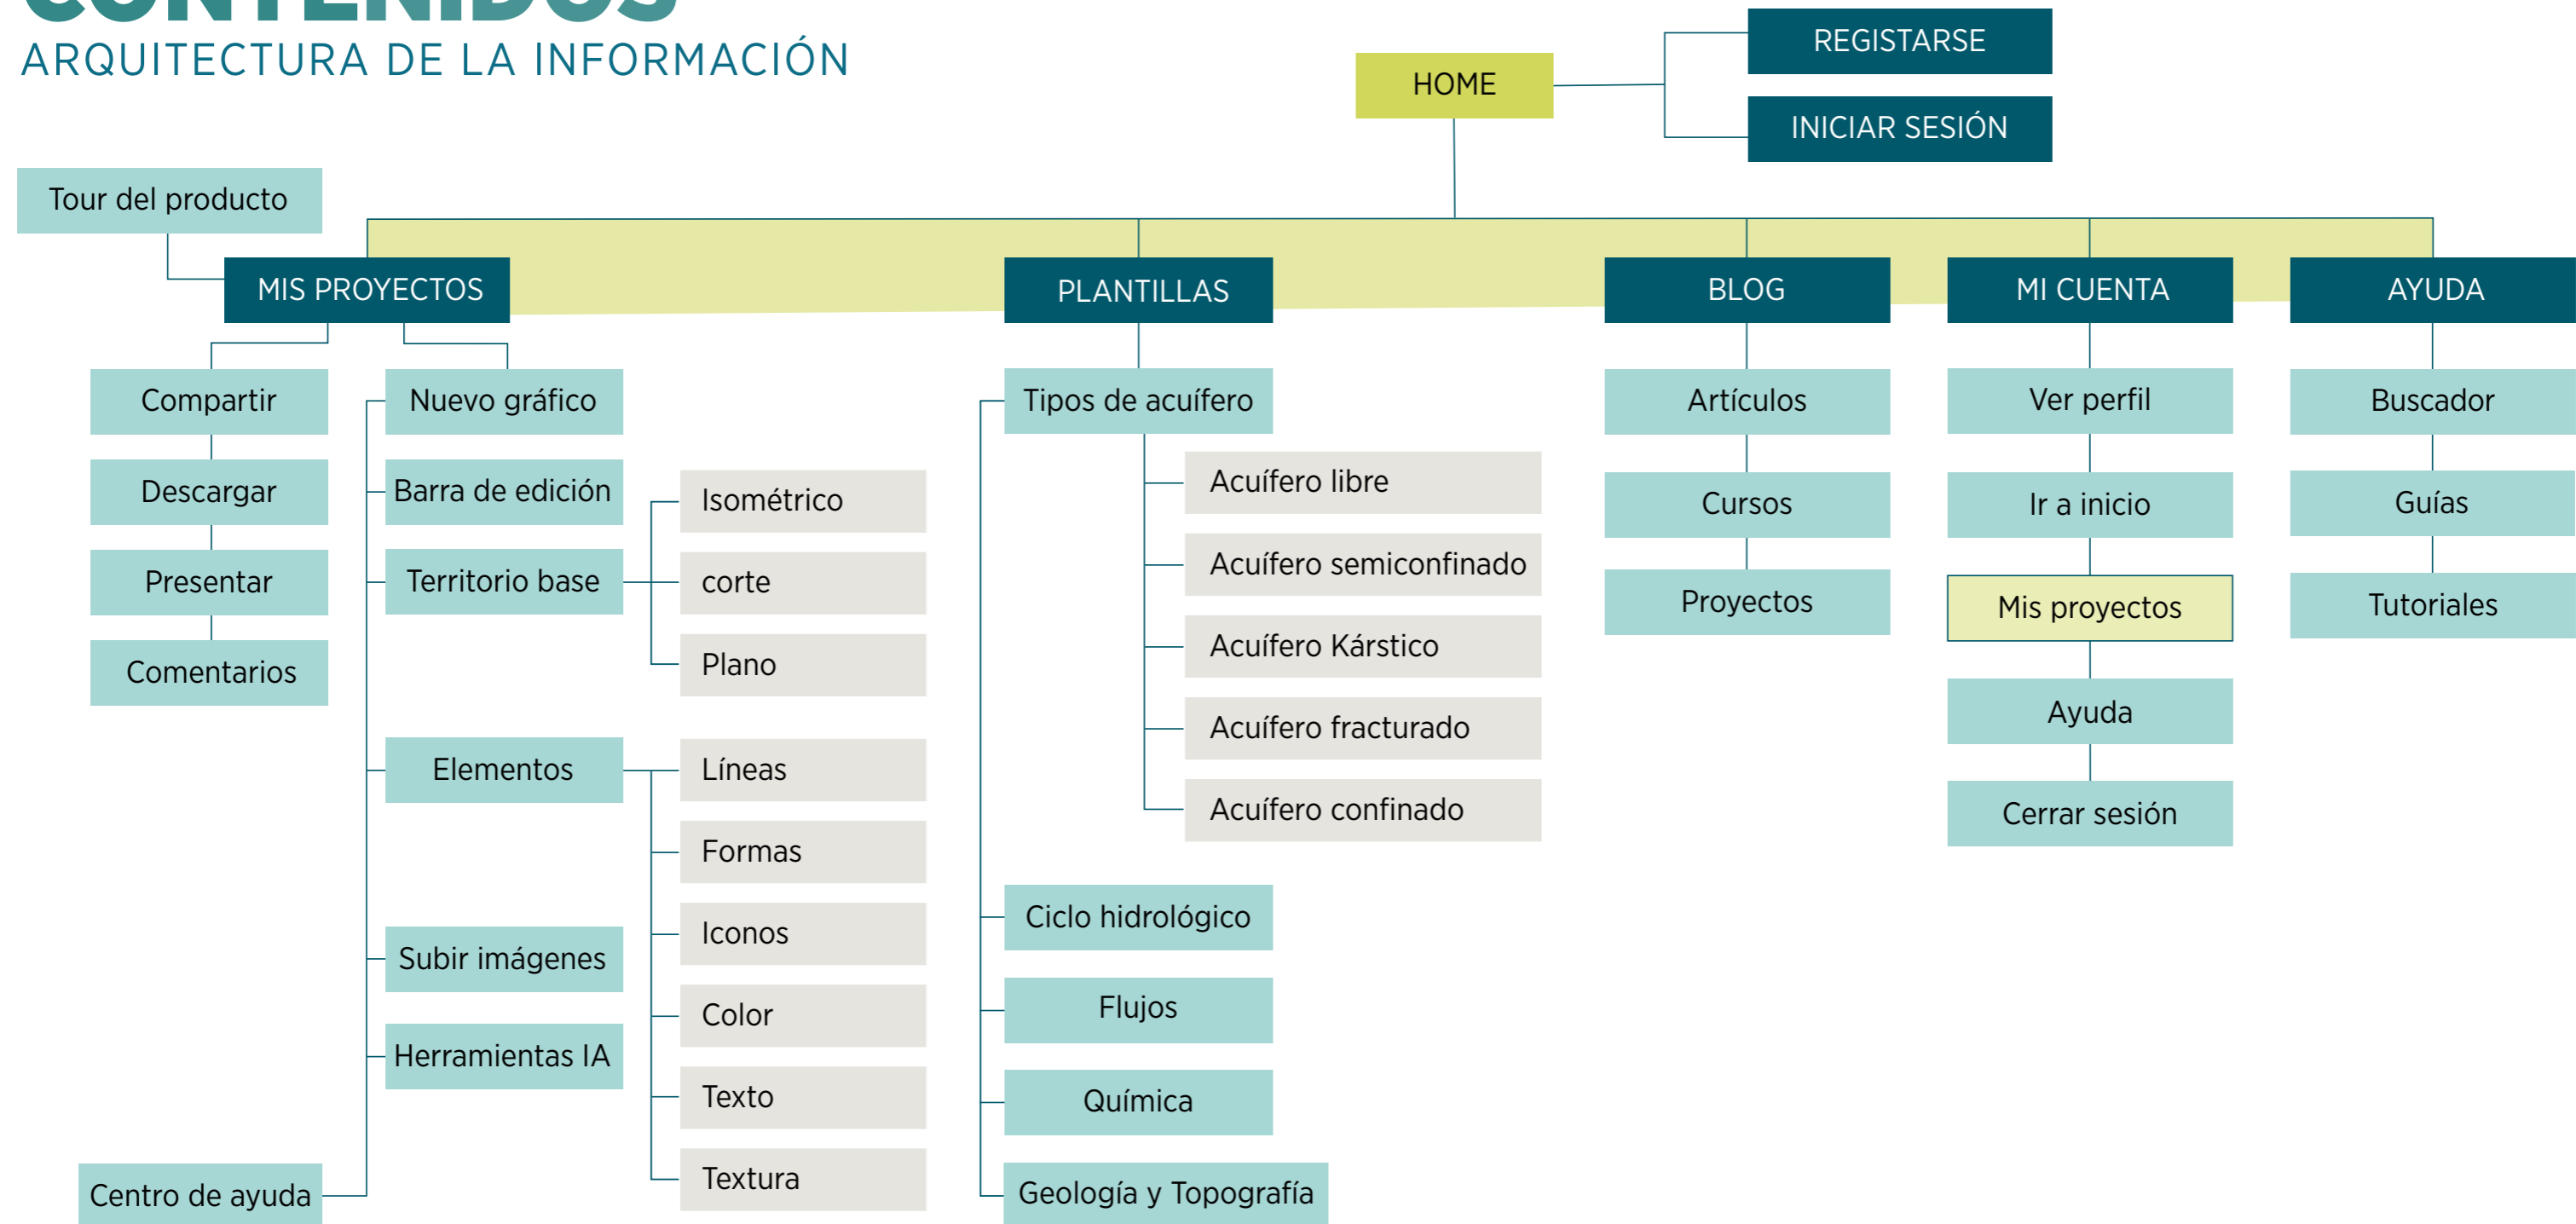 CONTENIDOS
ARQUITECTURA DE LA INFORMACIÓN
HOME
REGISTARSE
INICIAR SESIÓN
Tour del producto
MIS PROYECTOS
PLANTILLAS
BLOG
MI CUENTA
AYUDA
Compartir
Descargar
Presentar
Comentarios
Nuevo gráfico
Barra de edición
Territorio base
Isométrico
corte
Plano
Elementos
Líneas
Formas
Iconos
Color
Texto
Textura
Subir imágenes
Herramientas IA
Centro de ayuda
Tipos de acuífero
Acuífero libre
Acuífero semiconfinado
Acuífero Kárstico
Acuífero fracturado
Acuífero confinado
Ciclo hidrológico
Flujos
Química
Geología y Topografía
Artículos
Cursos
Proyectos
Ver perfil
Ir a inicio
Mis proyectos
Ayuda
Cerrar sesión
Buscador
Guías
Tutoriales